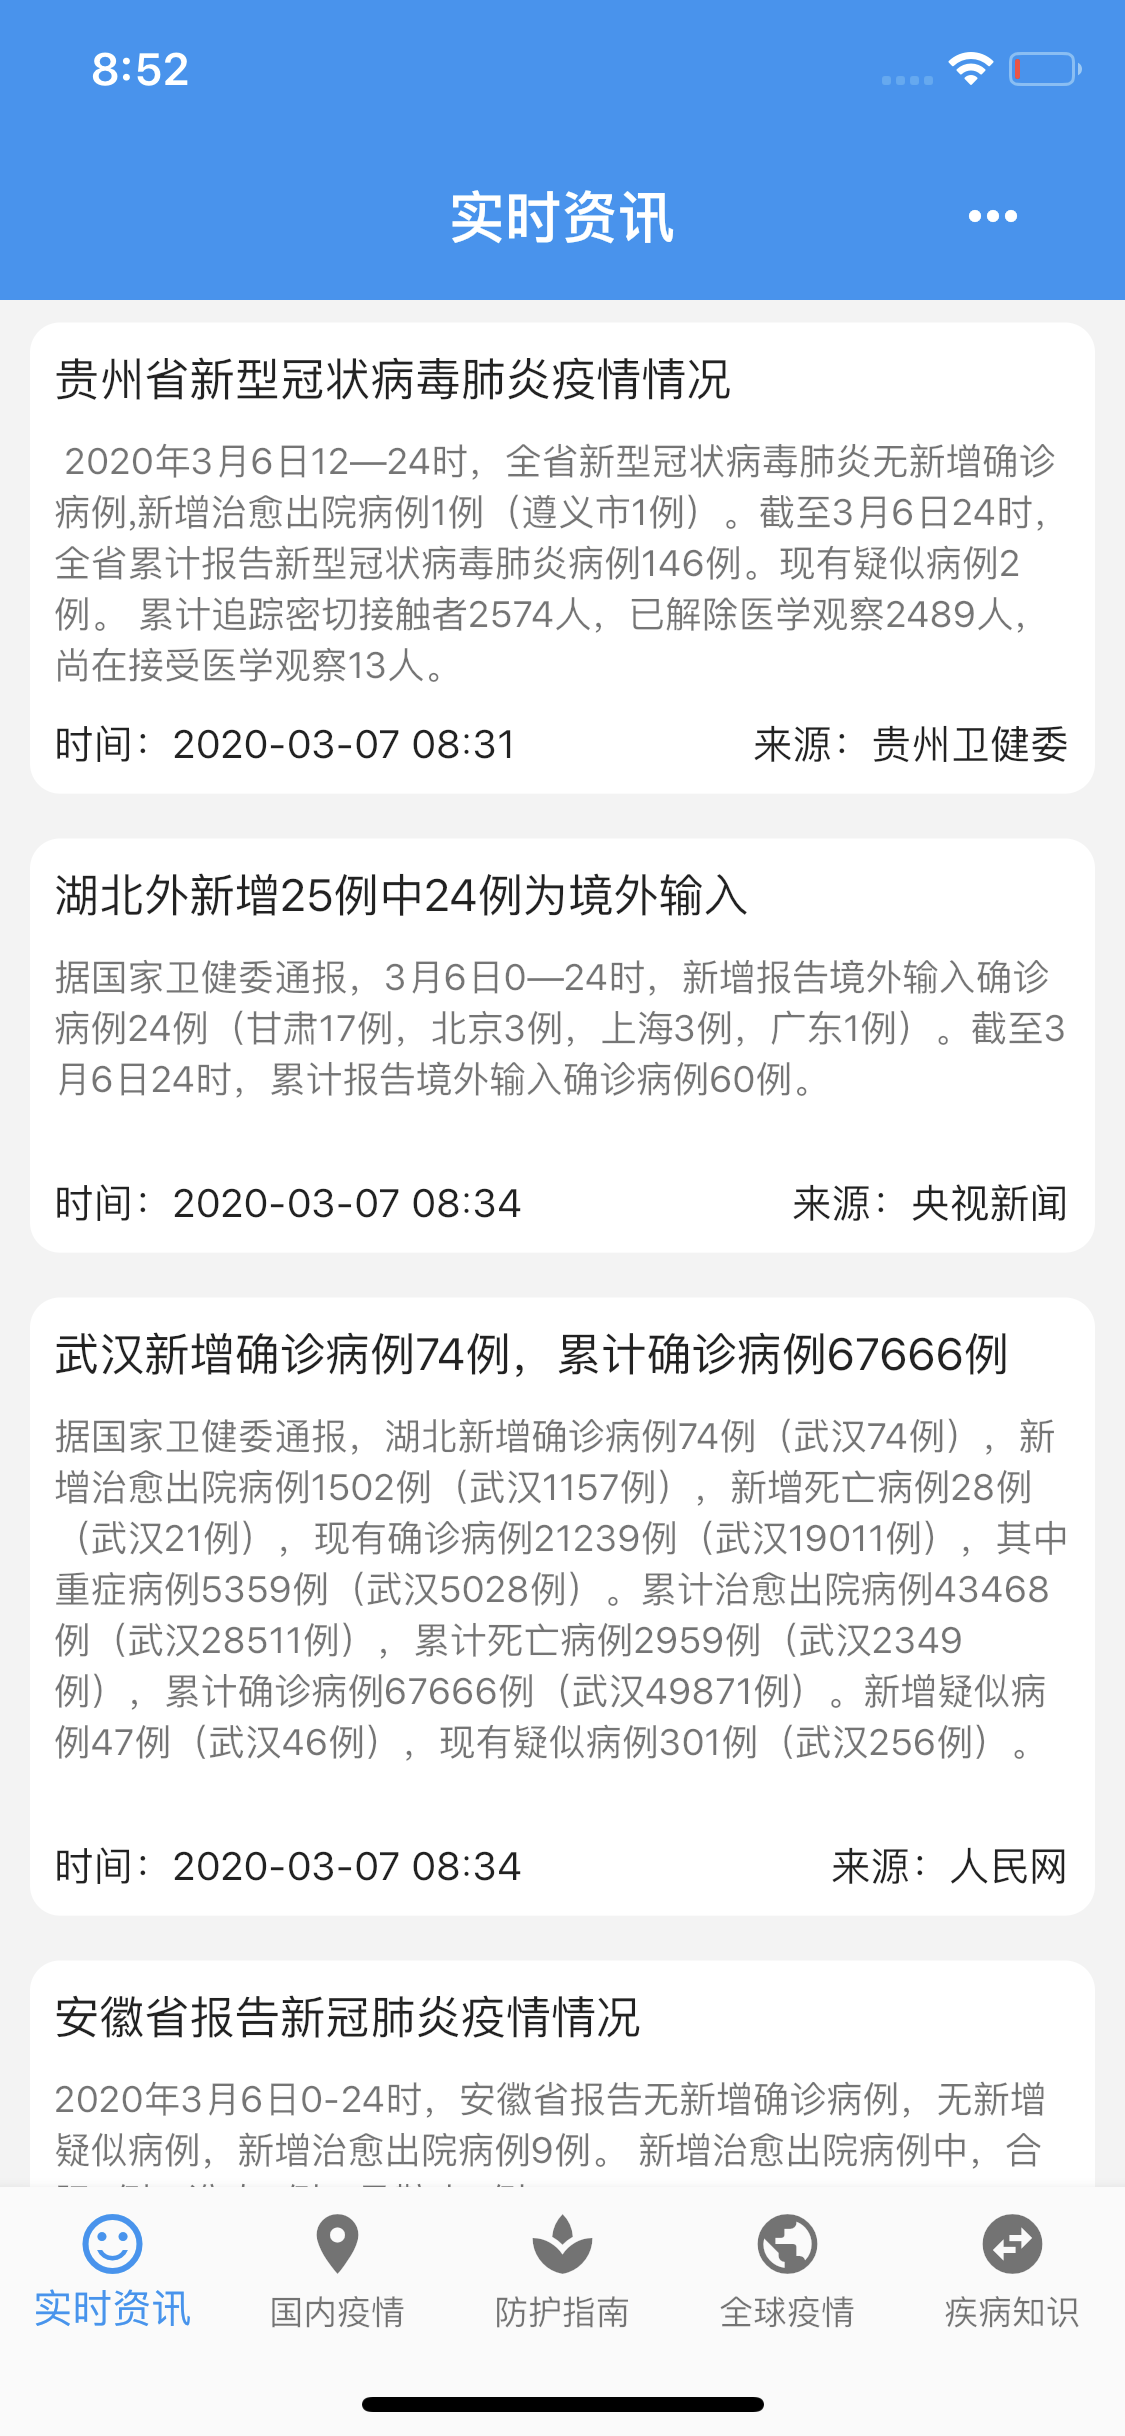 8:52
实时资讯
贵州省新型冠状病毒肺炎疫情情况
2020年3月6日12—24时，全省新型冠状病毒肺炎无新增确诊
病例,新增治愈出院病例1例（遵义市1例）。截至3月6日24时，
全省累计报告新型冠状病毒肺炎病例146例。现有疑似病例2
例。 累计追踪密切接触者2574人，已解除医学观察2489人，
尚在接受医学观察13人。
时间：2020-03-07 08:31 来源：贵州卫健委
湖北外新增25例中24例为境外输入
据国家卫健委通报，3月6日0—24时，新增报告境外输入确诊
病例24例（甘肃17例，北京3例，上海3例，广东1例）。截至3
月6日24时，累计报告境外输入确诊病例60例。
时间：2020-03-07 08:34 来源：央视新闻
武汉新增确诊病例74例，累计确诊病例67666例
据国家卫健委通报，湖北新增确诊病例74例（武汉74例），新
增治愈出院病例1502例（武汉1157例），新增死亡病例28例
（武汉21例），现有确诊病例21239例（武汉19011例），其中
重症病例5359例（武汉5028例）。累计治愈出院病例43468
例（武汉28511例），累计死亡病例2959例（武汉2349
例），累计确诊病例67666例（武汉49871例）。新增疑似病
例47例（武汉46例），现有疑似病例301例（武汉256例）。
时间：2020-03-07 08:34 来源：人民网
安徽省报告新冠肺炎疫情情况
2020年3月6日0-24时，安徽省报告无新增确诊病例，无新增
疑似病例，新增治愈出院病例9例。 新增治愈出院病例中，合
实时资讯 国内疫情 防护指南 全球疫情 疾病知识